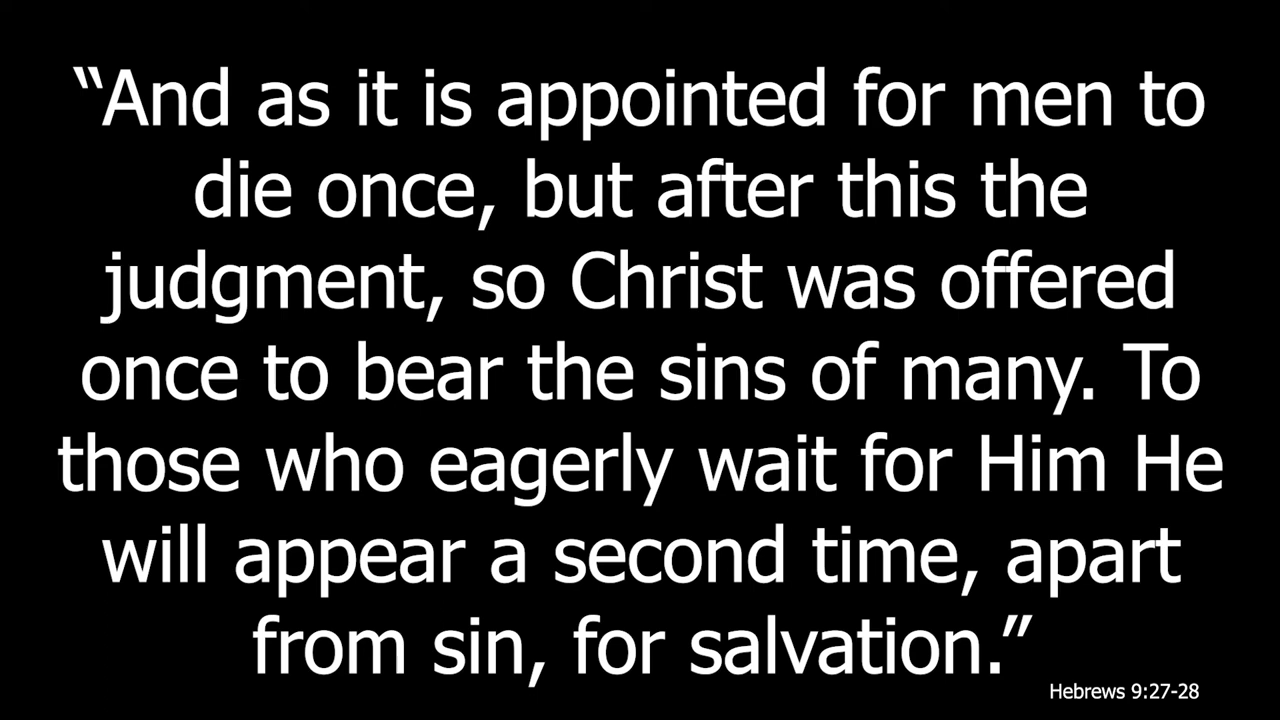 “And as it is appointed for men to
die once, but after this the
judgment, so Christ was offered
once to bear the sins of many. To
those who eagerly wait for Him He
will appear a second time, apart
from sin, for salvation.”
Hebrews 9:27-28